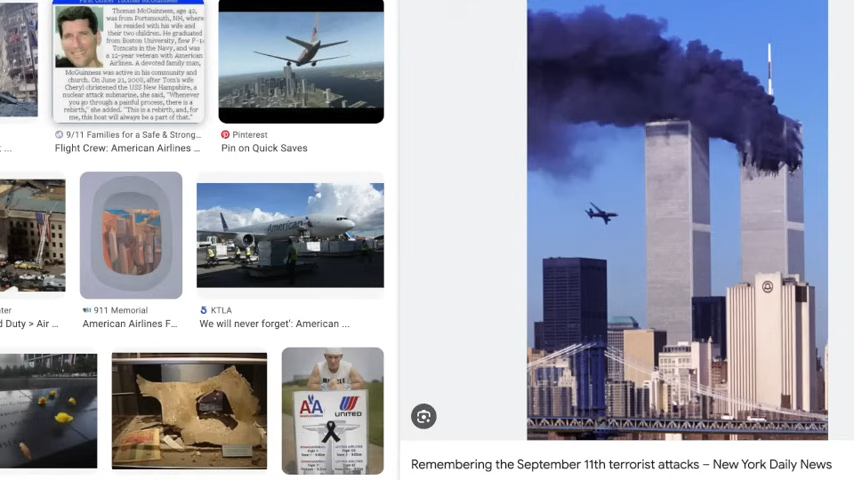 Thomas McGuinness, age 42,
was from Portsmouth, NH, where
he resided with his wife and
their two children. He graduated
from Boston University, flew F-14
Tomcats in the Navy, and was
a 12-year veteran with American
Airlines. A devoted family man,
McGuinness was active in his community and
church. On June 21, 2008, after Tom's wife
Cheryl christened the USS New Hampshire, a
nuclear attack submarine, she said, "Whenever
you go through a painful process, there is a
rebirth," she added. "This is a rebirth, and, for
me, this boat will always be a part of that."
...
9/11 Families for a Safe & Strong...
Flight Crew: American Airlines ...
Pinterest
Pin on Quick Saves
ter
d Duty > Air ...
911 Memorial
American Airlines F...
KTLA
We will never forget': American ...
AA
UNITED
Remembering the September 11th terrorist attacks – New York Daily News